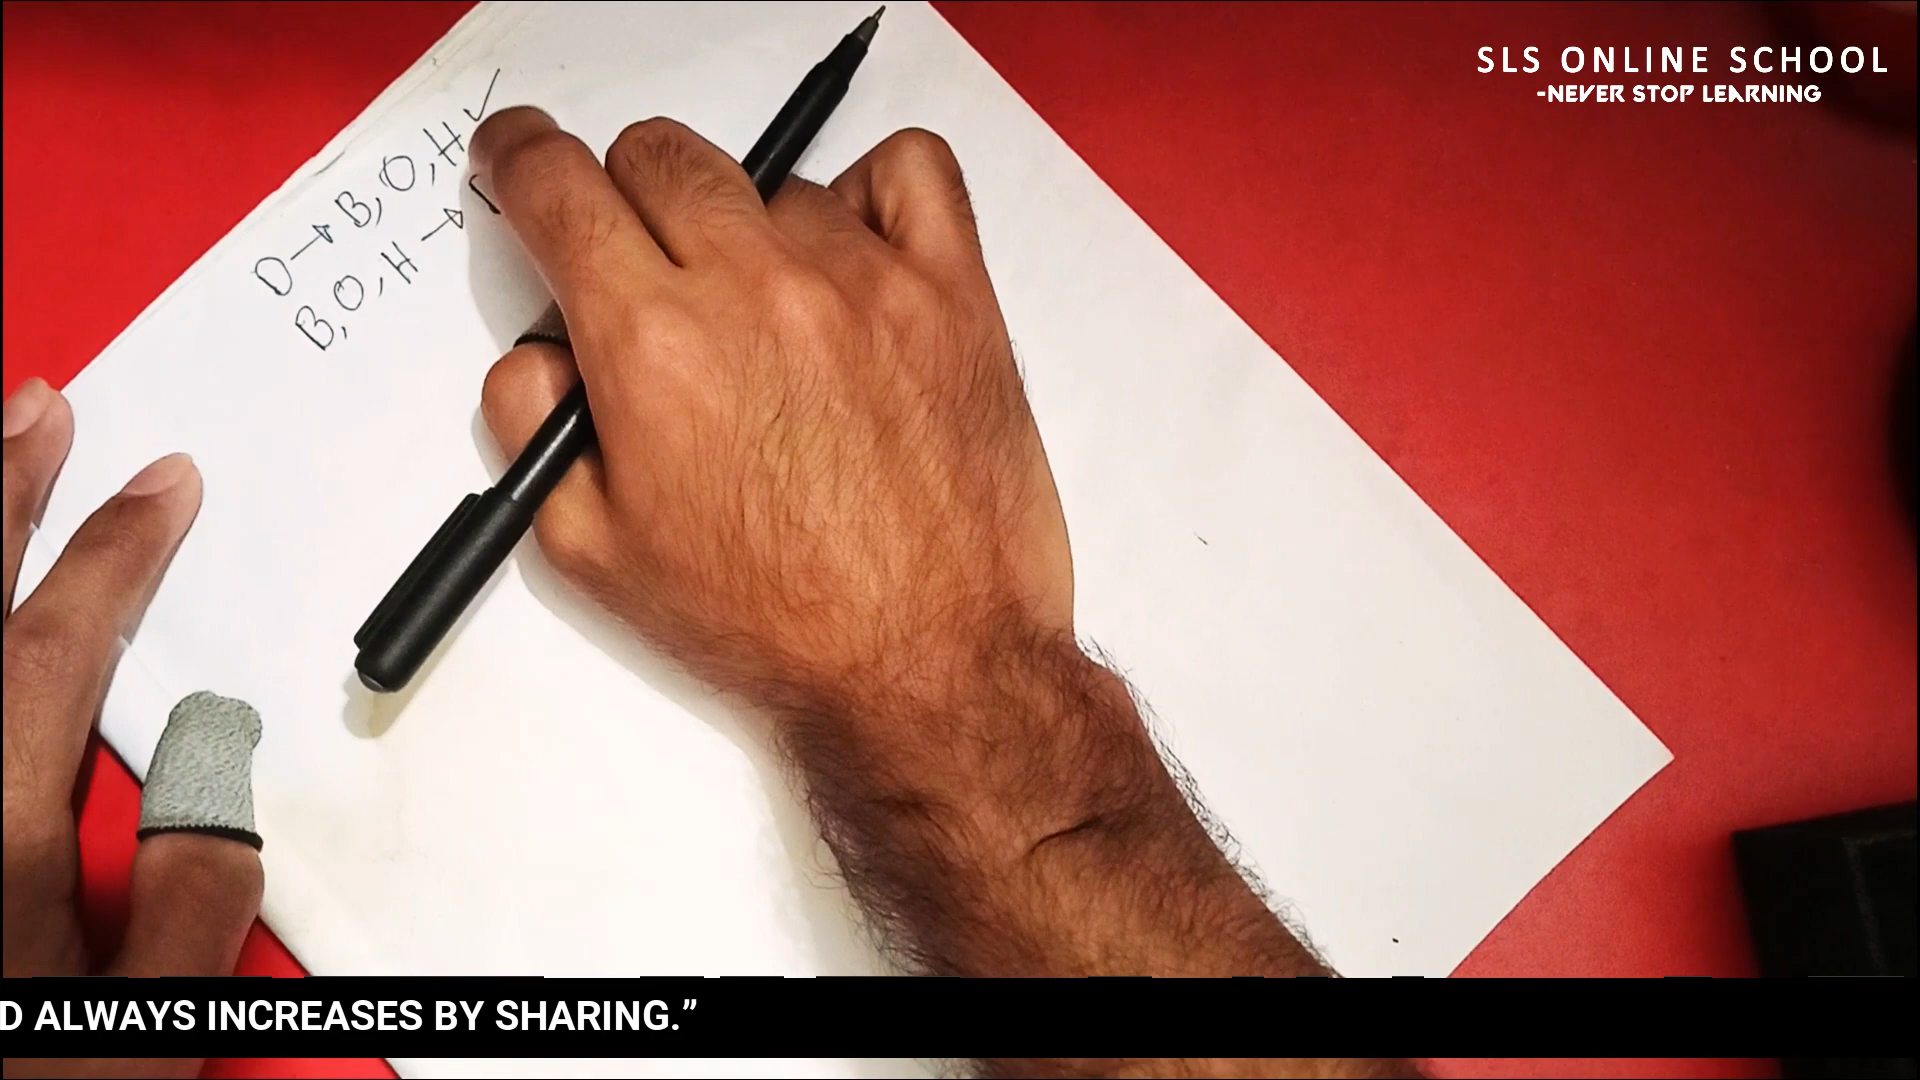 SLS ONLINE SCHOOL
-NEVER STOP LEARNING
D → B, O, H ✓
B, O, H →
D ALWAYS INCREASES BY SHARING.”